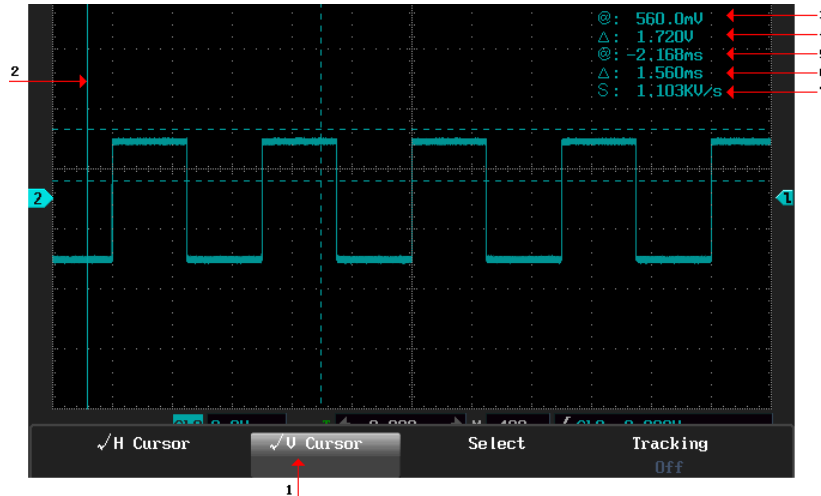 @: 560.0mV
△: 1.720V
@: -2.168ms
△: 1.560ms
S: 1.103KV/s
2
2
1
√H Cursor
√V Cursor
Select
Tracking
Off
1